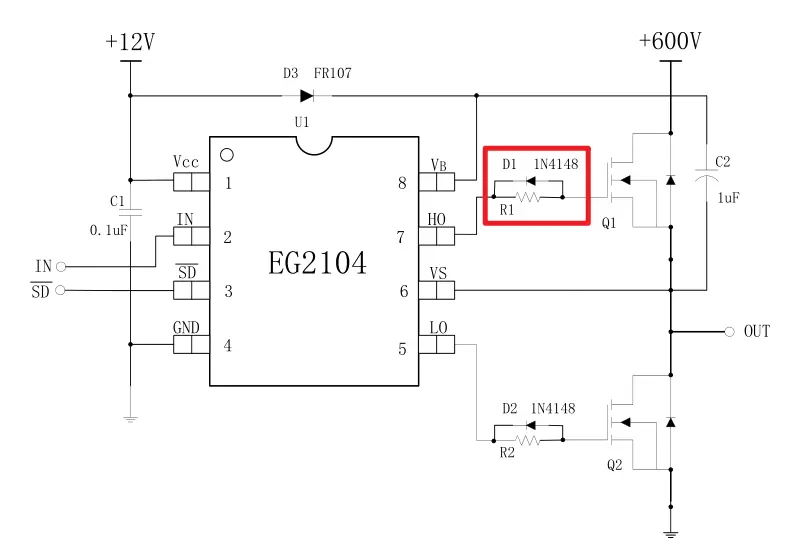 +12V
+600V
D3 FR107
U1
Vcc
1
IN
2
SD
3
GND
4
EG2104
8
VB
7
HO
6
VS
5
LO
C1
0.1uF
IN
SD
D1 1N4148
R1
Q1
C2
1uF
OUT
D2 1N4148
R2
Q2